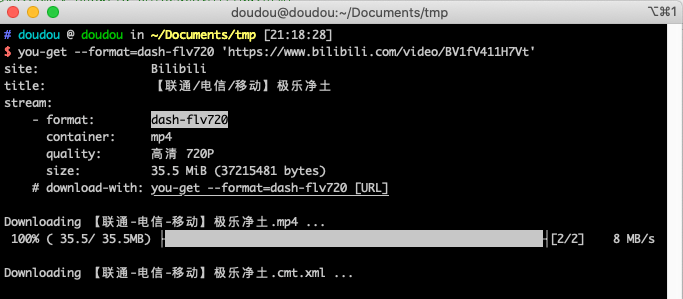 doudou@doudou:~/Documents/tmp
⌥⌘1
# doudou @ doudou in ~/Documents/tmp [21:18:28]
$ you-get --format=dash-flv720 'https://www.bilibili.com/video/BV1fV411H7Vt'
site: Bilibili
title: 【联通/电信/移动】极乐净土
stream:
- format: dash-flv720
container: mp4
quality: 高清 720P
size: 35.5 MiB (37215481 bytes)
# download-with: you-get --format=dash-flv720 [URL]
Downloading 【联通-电信-移动】极乐净土.mp4 ...
100% ( 35.5/ 35.5MB) [2/2] 8 MB/s
Downloading 【联通-电信-移动】极乐净土.cmt.xml ...